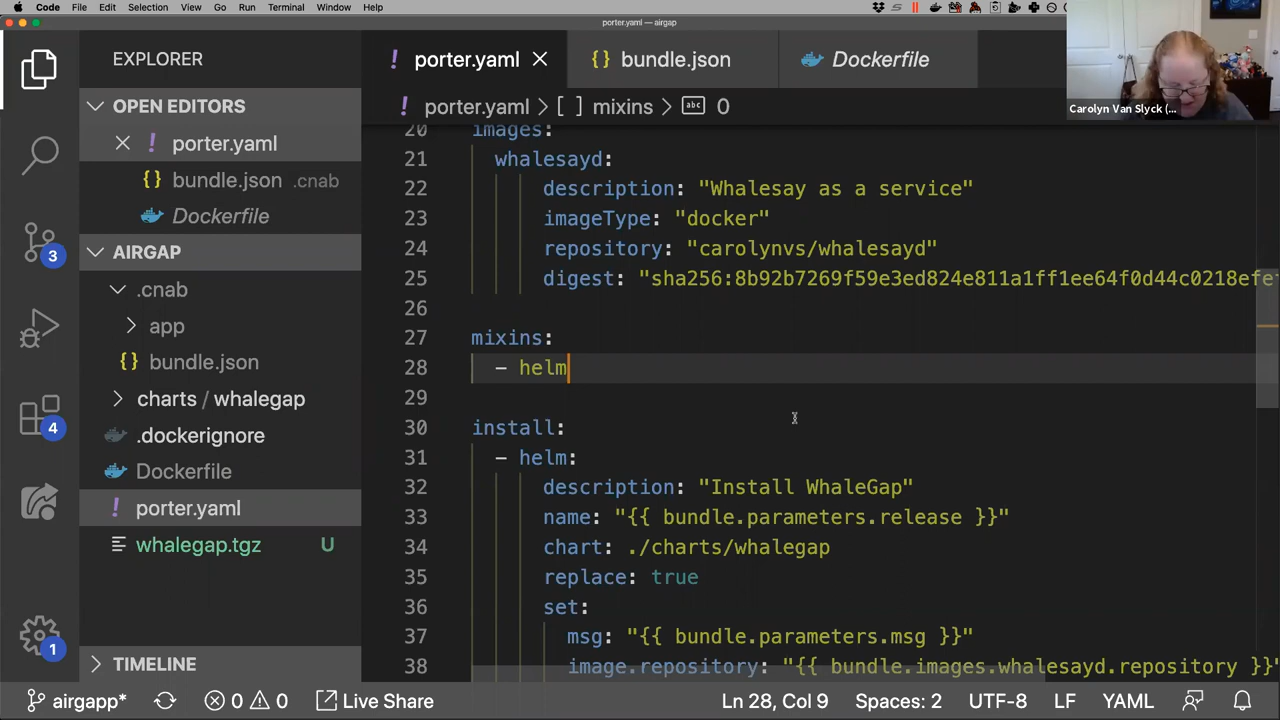 Code File Edit Selection View Go Run Terminal Window Help
porter.yaml — airgap
EXPLORER
OPEN EDITORS
porter.yaml
bundle.json .cnab
Dockerfile
AIRGAP
.cnab
app
bundle.json
charts / whalegap
.dockerignore
Dockerfile
porter.yaml
whalegap.tgz U
TIMELINE
3
4
1
porter.yaml
bundle.json
Dockerfile
porter.yaml > [ ] mixins > abc 0
20 images:
21 whalesayd:
22 description: "Whalesay as a service"
23 imageType: "docker"
24 repository: "carolynvs/whalesayd"
25 digest: "sha256:8b92b7269f59e3ed824e811a1ff1ee64f0d44c0218efe
26
27 mixins:
28 - helm
29
30 install:
31 - helm:
32 description: "Install WhaleGap"
33 name: "{{ bundle.parameters.release }}"
34 chart: ./charts/whalegap
35 replace: true
36 set:
37 msg: "{{ bundle.parameters.msg }}"
38 image.repository: "{{ bundle.images.whalesayd.repository }}"
Carolyn Van Slyck (...
airgapp* 0 0 Live Share Ln 28, Col 9 Spaces: 2 UTF-8 LF YAML